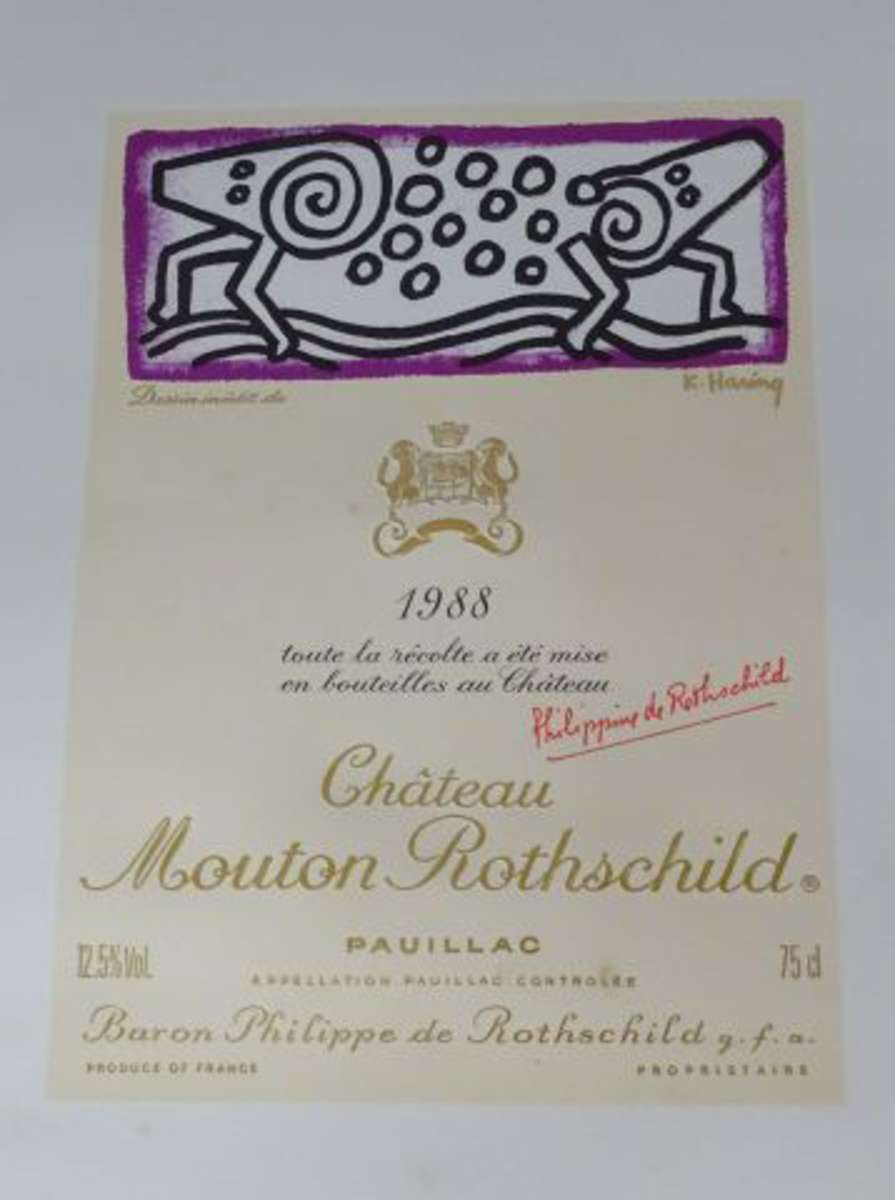 Dessin inédit de
K. Haring
1988
toute la récolte a été mise
en bouteilles au Château
Philippine de Rothschild
Château
Mouton Rothschild ®
12.5% Vol.
PAUILLAC
75 cl
APPELLATION PAUILLAC CONTROLÉE
Baron Philippe de Rothschild g.f.a.
PRODUCE OF FRANCE
PROPRIETAIRE